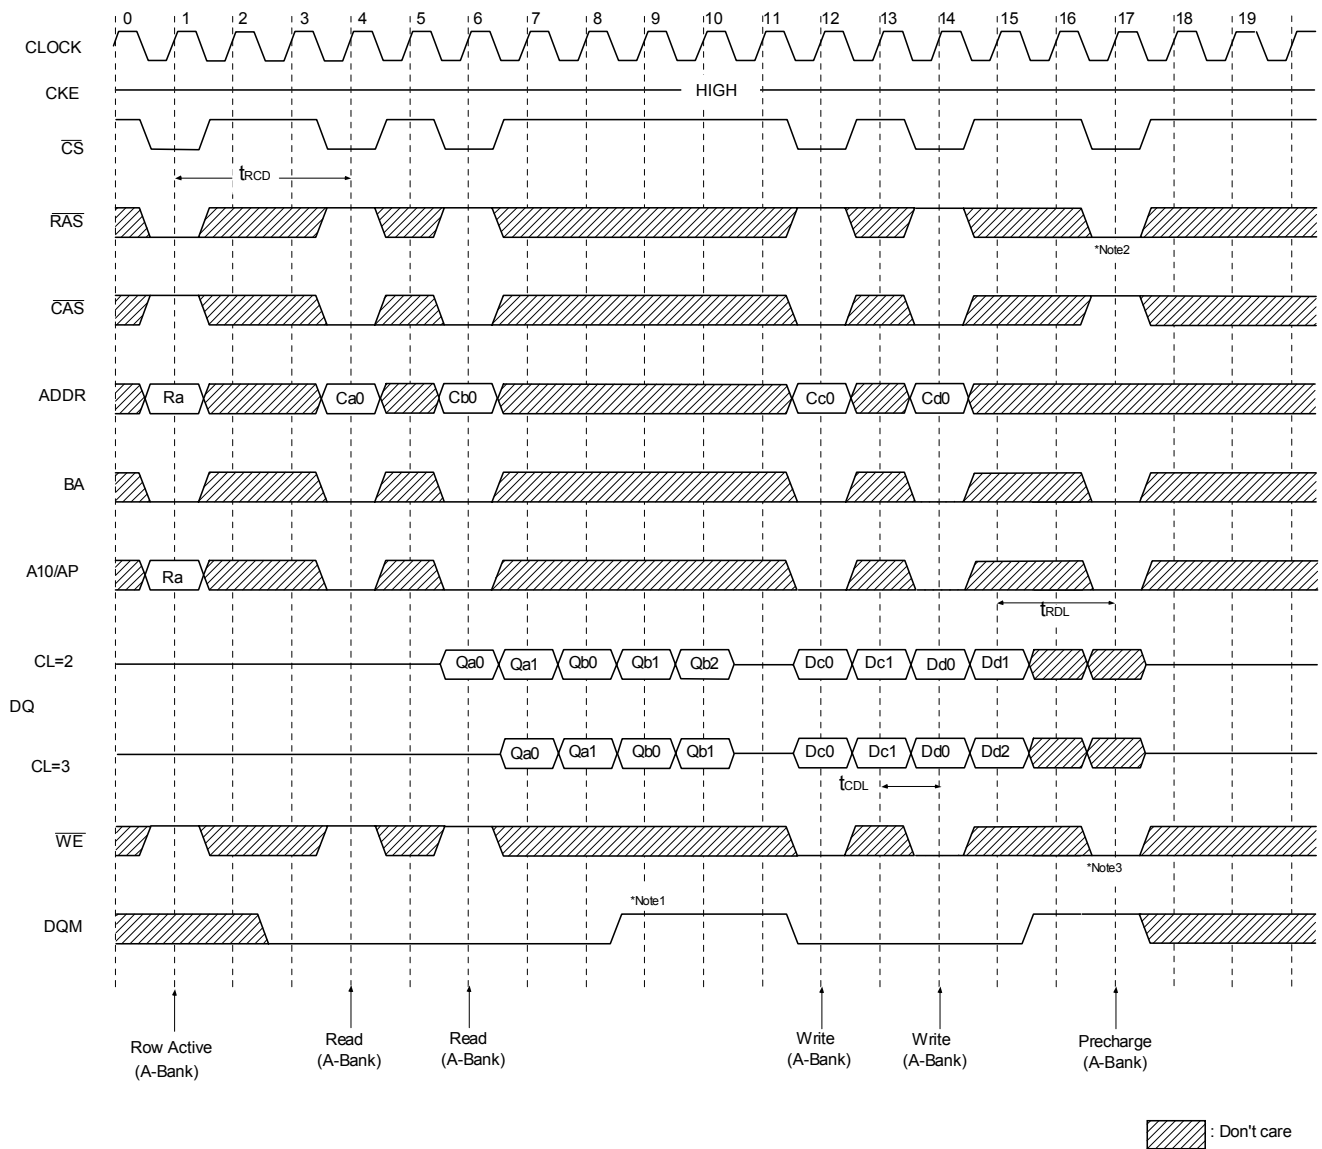 0 1 2 3 4 5 6 7 8 9 10 11 12 13 14 15 16 17 18 19
CLOCK
CKE HIGH
CS
tRCD
RAS
*Note2
CAS
ADDR Ra Ca0 Cb0 Cc0 Cd0
BA
A10/AP Ra
tRDL
CL=2 Qa0 Qa1 Qb0 Qb1 Qb2 Dc0 Dc1 Dd0 Dd1
DQ
CL=3 Qa0 Qa1 Qb0 Qb1 Dc0 Dc1 Dd0 Dd2
tCDL
WE
*Note3
*Note1
DQM
Row Active
(A-Bank)
Read
(A-Bank)
Read
(A-Bank)
Write
(A-Bank)
Write
(A-Bank)
Precharge
(A-Bank)
: Don't care